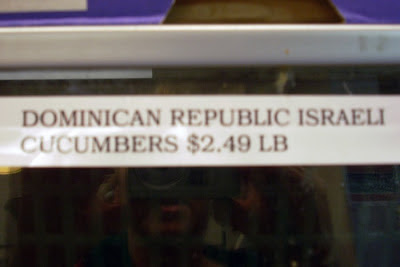 DOMINICAN REPUBLIC ISRAELI
CUCUMBERS $2.49 LB